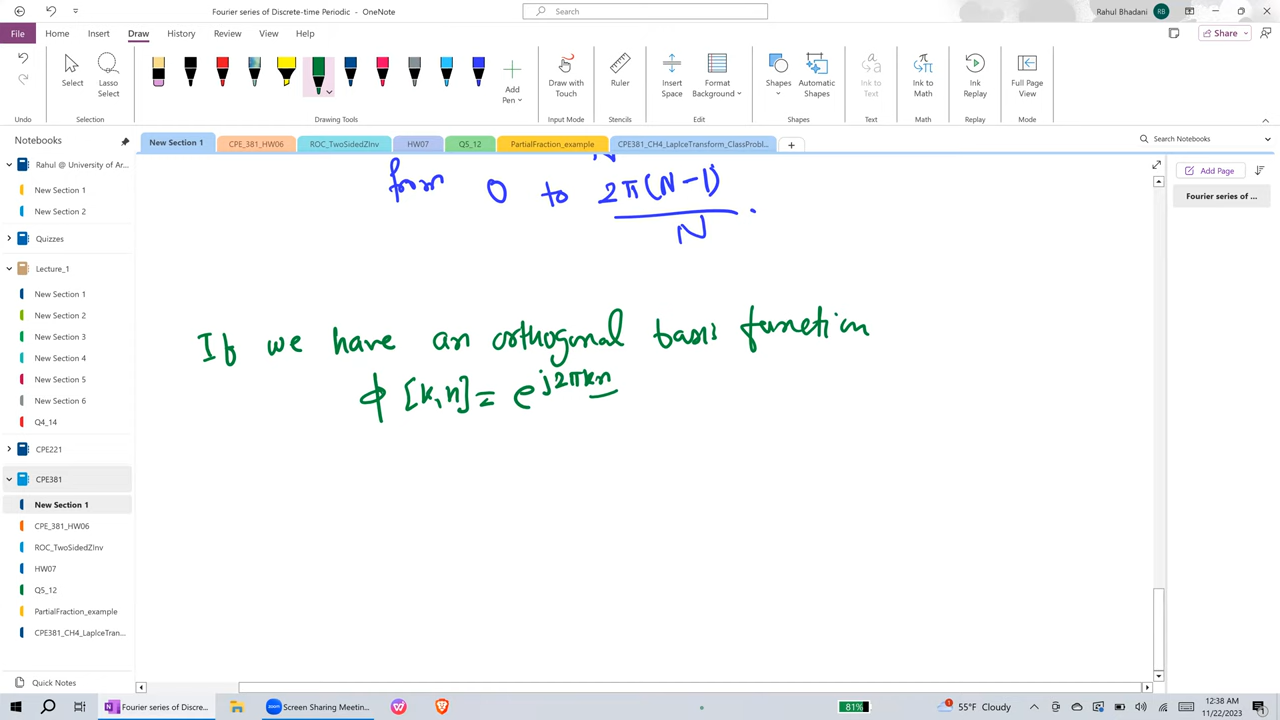 Fourier series of Discrete-time Periodic - OneNote
Search
Rahul Bhadani RB
File Home Insert Draw History Review View Help
Share
Undo
Select
Lasso Select
Add Pen
Draw with Touch
Ruler
Insert Space
Format Background
Shapes
Automatic Shapes
Ink to Text
Ink to Math
Ink Replay
Full Page View
Undo Selection Drawing Tools Input Mode Stencils Edit Shapes Convert Replay Mode
Notebooks
New Section 1 CPE_381_HW06 ROC_TwoSidedZInv HW07 Q5_12 PartialFraction_example CPE381_CH4_LaplceTransform_ClassProbl...
Search Notebooks
Rahul @ University of Ar...
New Section 1
New Section 2
Quizzes
Lecture_1
New Section 1
New Section 2
New Section 3
New Section 4
New Section 5
New Section 6
Q4_14
CPE221
CPE381
New Section 1
CPE_381_HW06
ROC_TwoSidedZInv
HW07
Q5_12
PartialFraction_example
CPE381_CH4_LaplceTran...
Quick Notes
from 0 to 2π(N-1)
N
If we have an orthogonal basis function
ϕ [k,n] = e^j2πkn
Add Page
Fourier series of ...
Fourier series of Disc...
Screen Sharing Meetin...
81%
55°F Cloudy
12:38 AM
11/22/2023